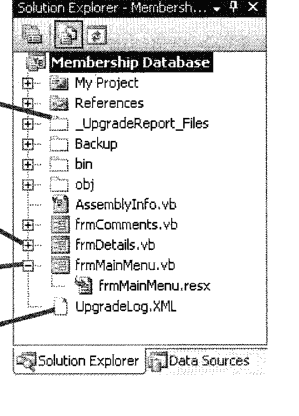 Solution Explorer - Membersh...
Membership Database
My Project
References
_UpgradeReport_Files
Backup
bin
obj
AssemblyInfo.vb
frmComments.vb
frmDetails.vb
frmMainMenu.vb
frmMainMenu.resx
UpgradeLog.XML
Solution Explorer Data Sources